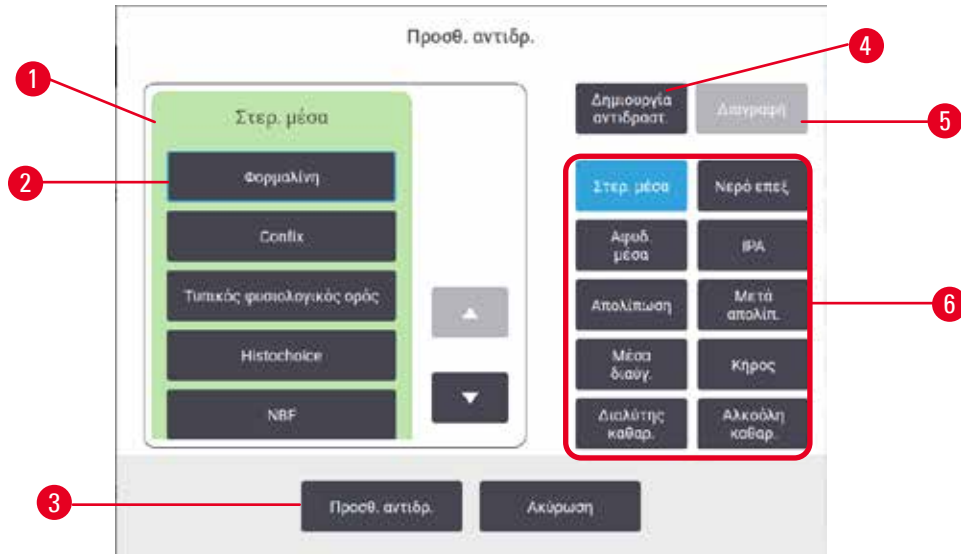 Προσθ. αντιδρ.
1
Στερ. μέσα
2
Φορμαλίνη
Confix
Τυπικός φυσιολογικός ορός
Histochoice
NBF
4
Δημιουργία
αντιδραστ.
Διαγραφή
5
Στερ. μέσα
Νερό επεξ.
Αφυδ.
μέσα
IPA
Απολίπωση
Μετά
απολίπ.
6
Μέσα
διαύγ.
Κηρος
Διαλύτης
καθαρ.
Αλκοόλη
καθαρ.
3
Προσθ. αντιδρ.
Ακύρωση